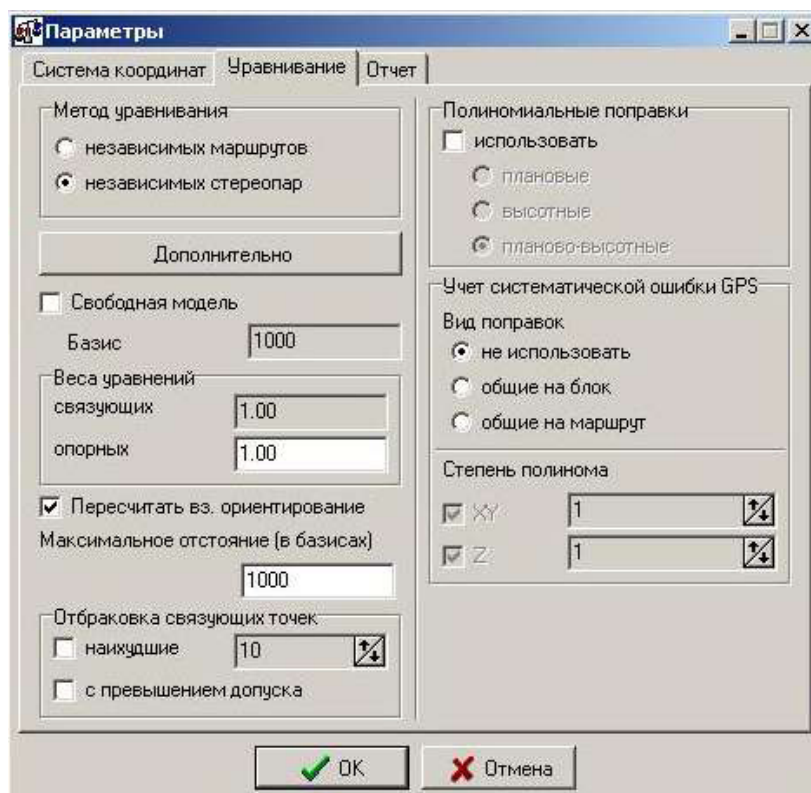 Параметры
Система координат Уравнивание Отчет
Метод уравнивания
независимых маршрутов
независимых стереопар
Дополнительно
Свободная модель
Базис 1000
Веса уравнений
связующих 1.00
опорных 1.00
Пересчитать вз. ориентирование
Максимальное отстояние (в базисах)
1000
Отбраковка связующих точек
наихудшие 10
с превышением допуска
Полиномиальные поправки
использовать
плановые
высотные
планово-высотные
Учет систематической ошибки GPS
Вид поправок
не использовать
общие на блок
общие на маршрут
Степень полинома
XY: 1
Z: 1
OK Отмена